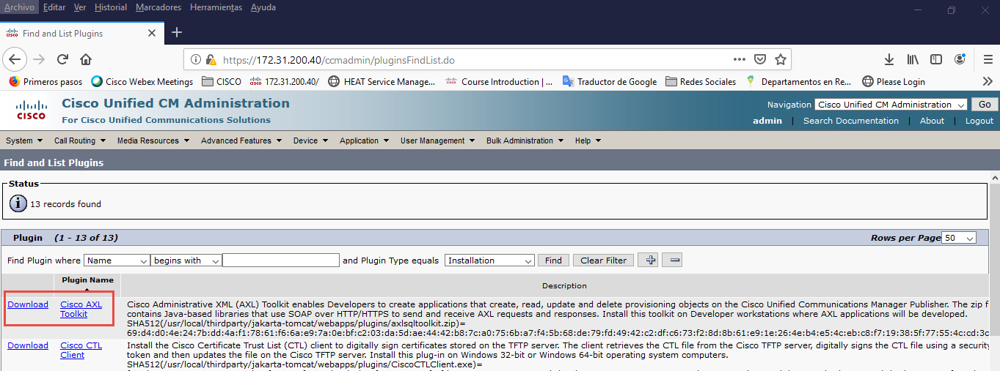 Archivo Editar Ver Historial Marcadores Herramientas Ayuda
Find and List Plugins
https://172.31.200.40/ccmadmin/pluginsFindList.do
Primeros pasos Cisco Webex Meetings CISCO 172.31.200.40/ HEAT Service Manage... Course Introduction | ... Traductor de Google Redes Sociales Departamentos en Re... Please Login
CISCO
Cisco Unified CM Administration
For Cisco Unified Communications Solutions
Navigation Cisco Unified CM Administration Go
admin | Search Documentation | About | Logout
System Call Routing Media Resources Advanced Features Device Application User Management Bulk Administration Help
Find and List Plugins
Status
13 records found
Plugin (1 - 13 of 13) Rows per Page 50
Find Plugin where Name begins with and Plugin Type equals Installation Find Clear Filter
Plugin Name Description
Download Cisco AXL Toolkit
Cisco Administrative XML (AXL) Toolkit enables Developers to create applications that create, read, update and delete provisioning objects on the Cisco Unified Communications Manager Publisher. The zip f
contains Java-based libraries that use SOAP over HTTP/HTTPS to send and receive AXL requests and responses. Install this toolkit on Developer workstations where AXL applications will be developed.
SHA512(/usr/local/thirdparty/jakarta-tomcat/webapps/plugins/axlsqltoolkit.zip)=
69:d4:d0:4e:24:7b:dd:4a:f1:78:61:f6:6a:e9:7a:0e:bf:c2:03:da:5d:ae:44:42:b8:7c:a0:75:6b:a7:f4:5b:68:de:79:fd:49:42:c2:df:c6:73:f2:8d:8b:61:e9:1e:26:4e:b4:e5:4c:eb:c8:f7:19:38:5f:77:55:4c:cd:3c
Download Cisco CTL Client
Install the Cisco Certificate Trust List (CTL) client to digitally sign certificates stored on the TFTP server. The client retrieves the CTL file from the Cisco TFTP server, digitally signs the CTL file using a security
token and then updates the file on the Cisco TFTP server. Install this plug-in on Windows 32-bit or Windows 64-bit operating system computers.
SHA512(/usr/local/thirdparty/jakarta-tomcat/webapps/plugins/CiscoCTLClient.exe)=